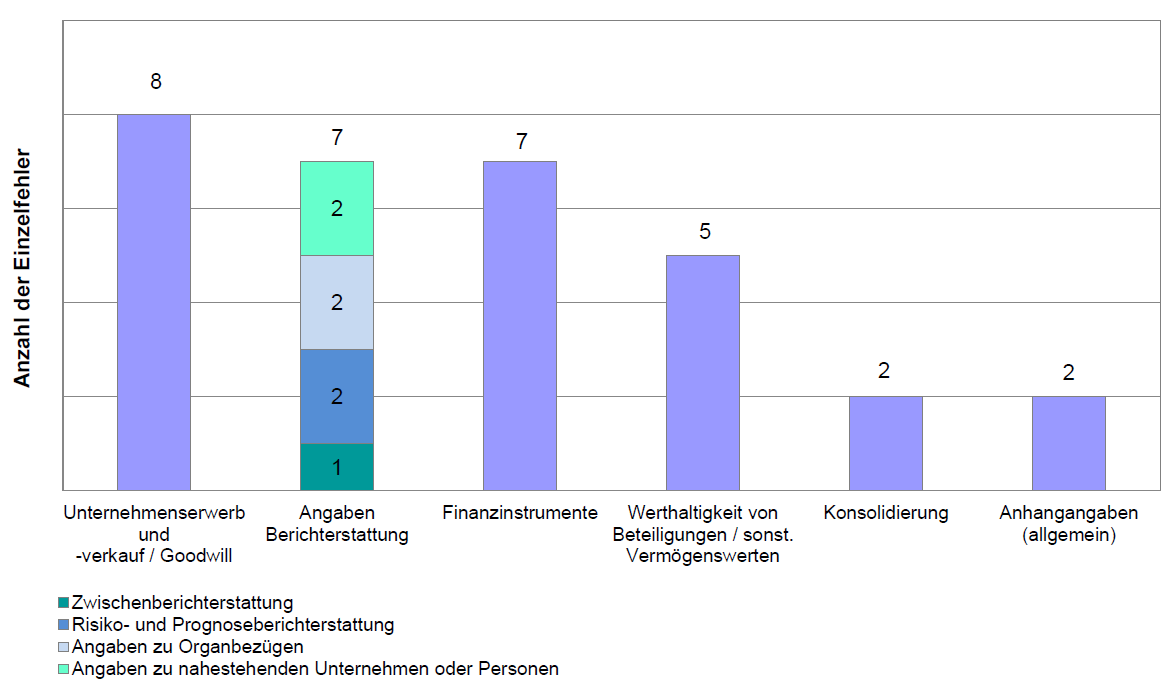 Anzahl der Einzelfehler
8
7
7
5
2
2
2
2
2
1
Unternehmenserwerb
und
-verkauf / Goodwill
Angaben
Berichterstattung
Finanzinstrumente
Werthaltigkeit von
Beteiligungen / sonst.
Vermögenswerten
Konsolidierung
Anhangangaben
(allgemein)
Zwischenberichterstattung
Risiko- und Prognoseberichterstattung
Angaben zu Organbezügen
Angaben zu nahestehenden Unternehmen oder Personen